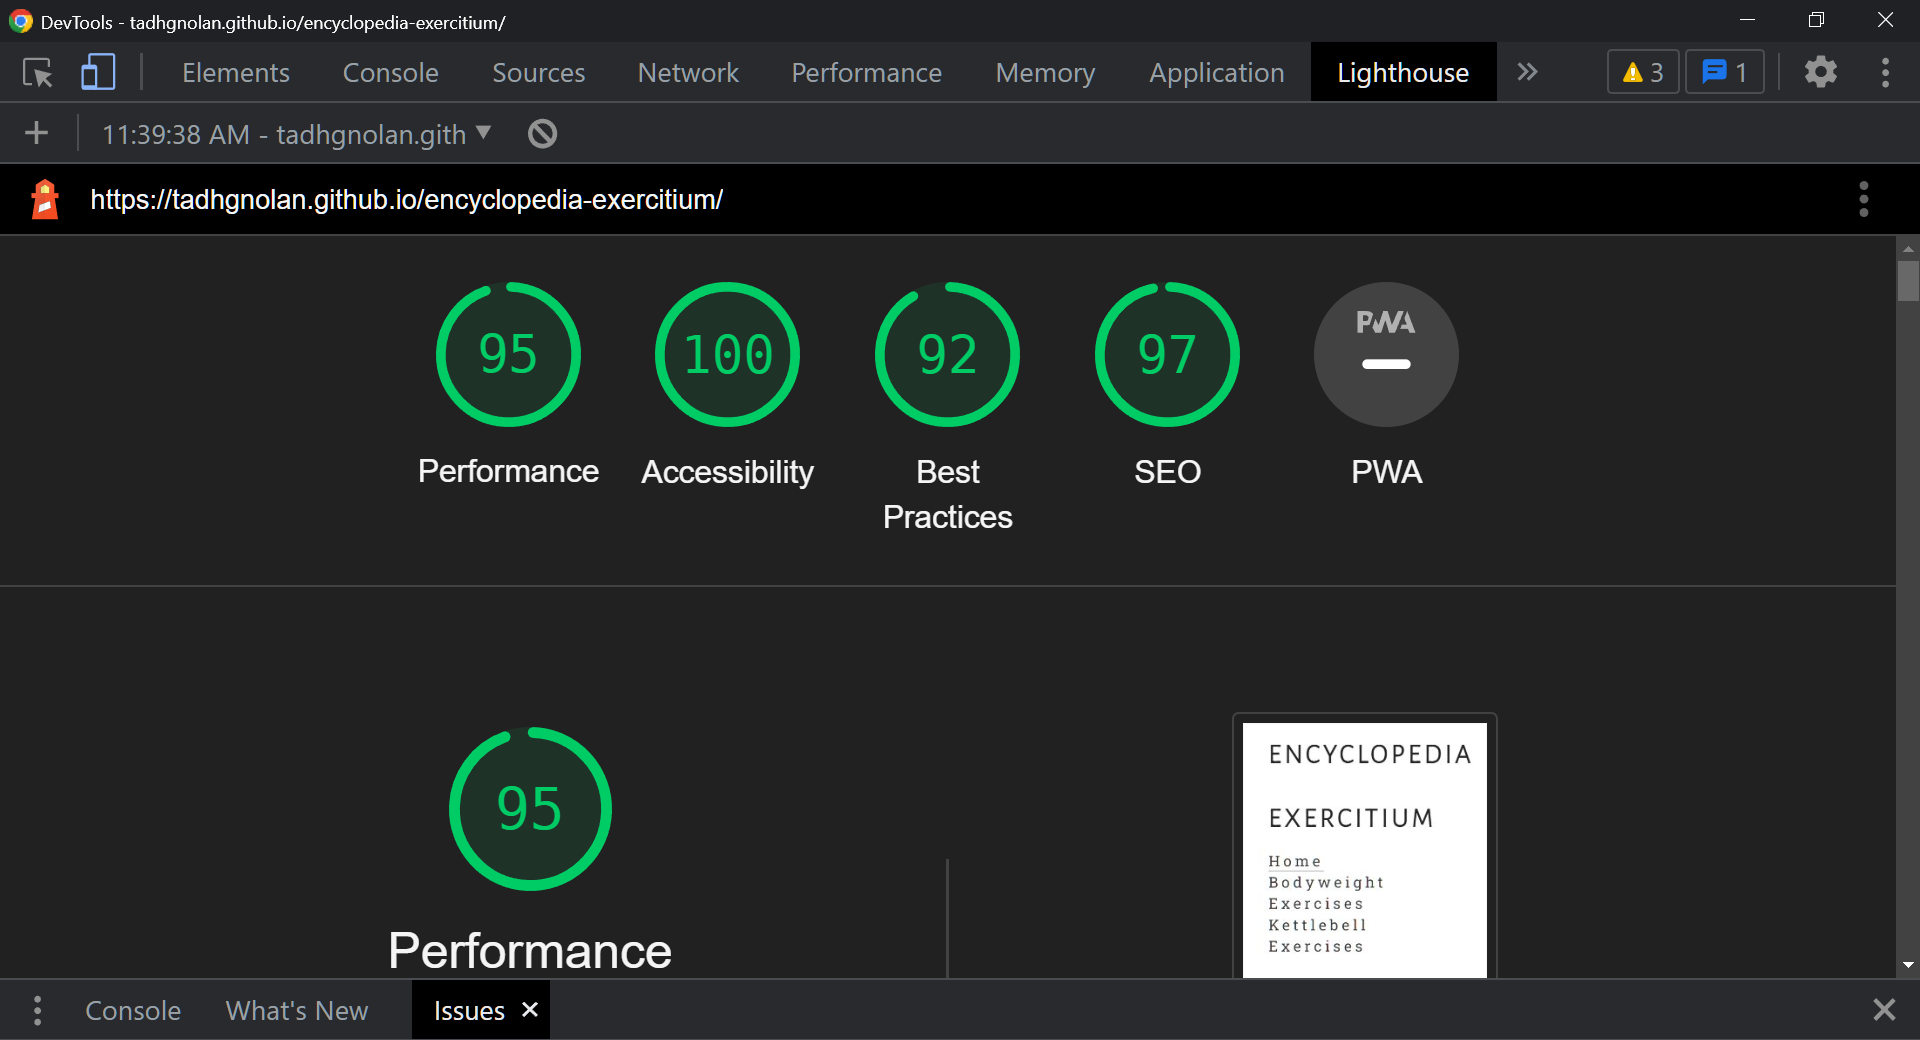 DevTools - tadhgnolan.github.io/encyclopedia-exercitium/
Elements Console Sources Network Performance Memory Application Lighthouse 3 1
11:39:38 AM - tadhgnolan.gith
https://tadhgnolan.github.io/encyclopedia-exercitium/
95 100 92 97 PWA
Performance Accessibility Best Practices SEO PWA
95
Performance
ENCYCLOPEDIA
EXERCITIUM
Home
Bodyweight
Exercises
Kettlebell
Exercises
Console What's New Issues